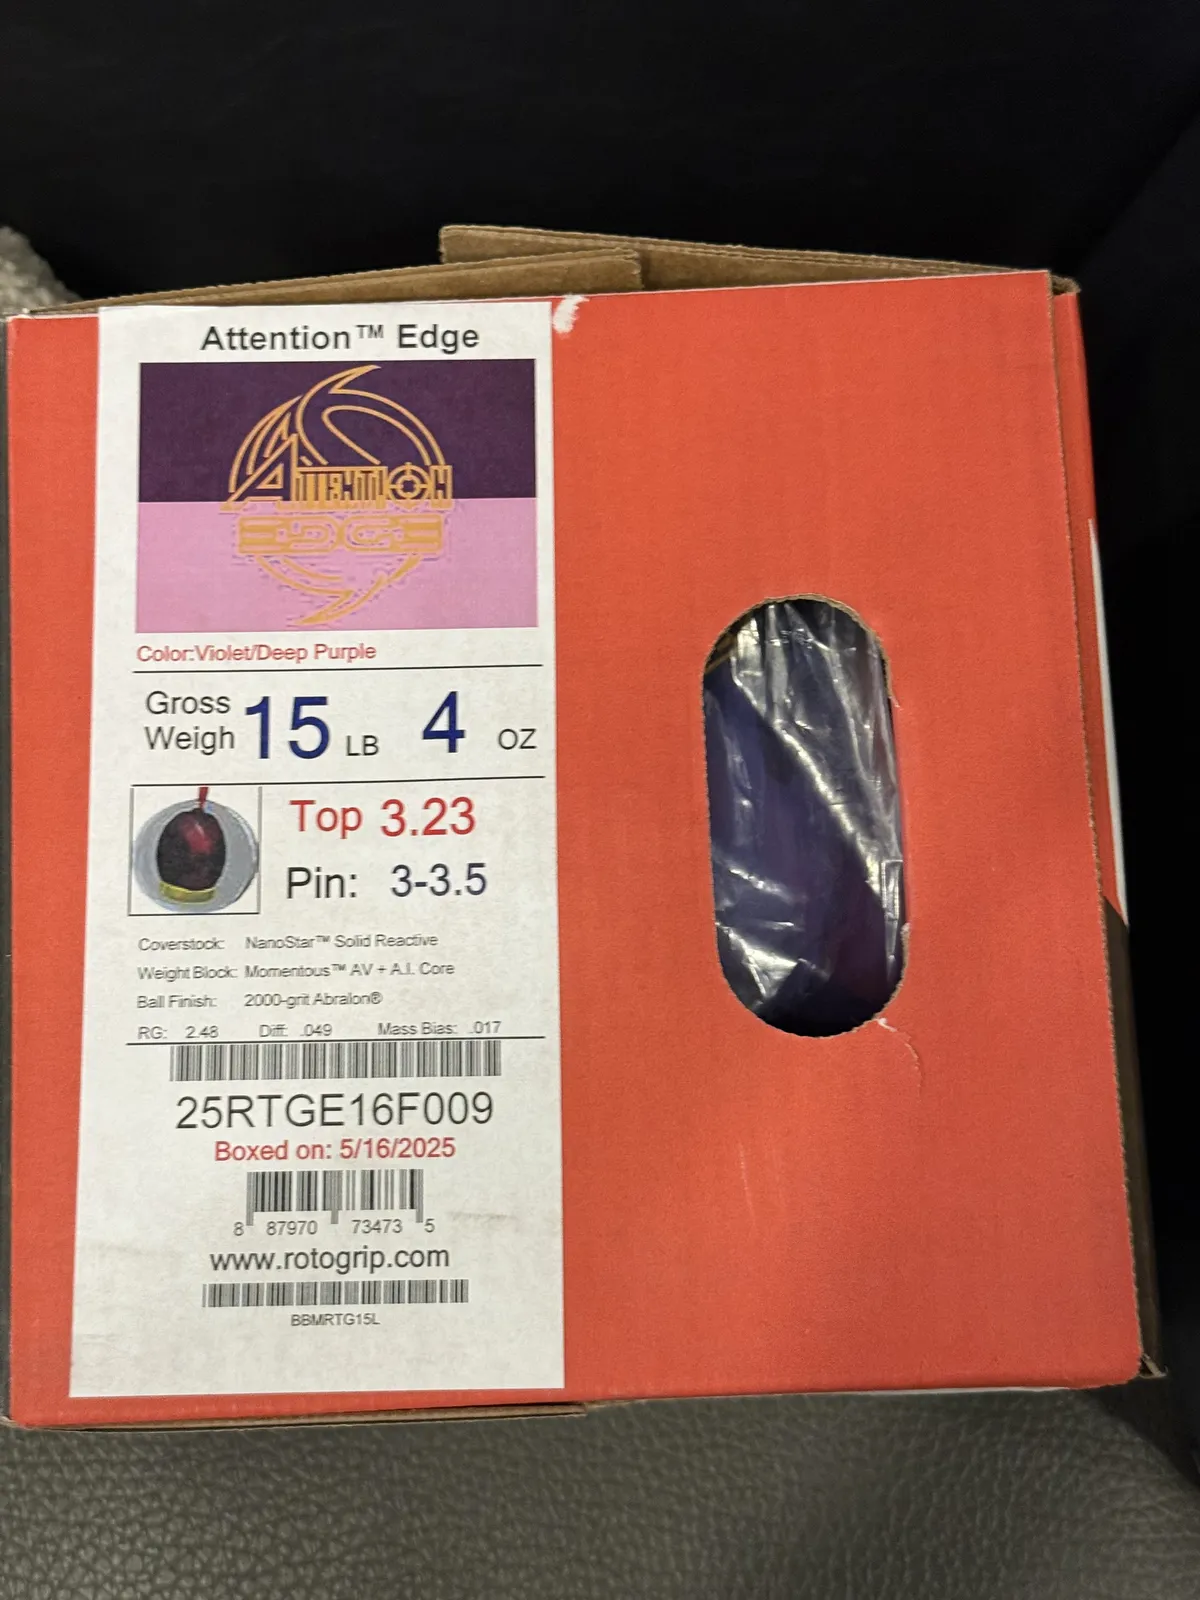 Attention™ Edge
ATTENTION
EDGE
Color:Violet/Deep Purple
Gross Weigh 15 LB 4 OZ
Top 3.23
Pin: 3-3.5
Coverstock: NanoStar™ Solid Reactive
Weight Block: Momentous™ AV + A.I. Core
Ball Finish: 2000-grit Abralon®
RG: 2.48 Diff: .049 Mass Bias: .017
25RTGE16F009
Boxed on: 5/16/2025
8 87970 73473 5
www.rotogrip.com
BBMRTG15L